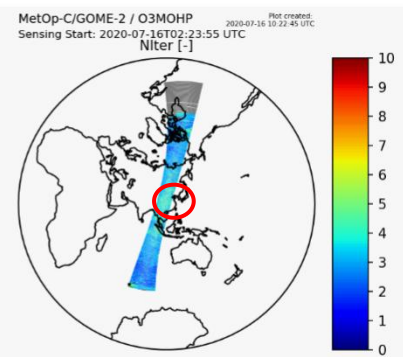 MetOp-C/GOME-2 / O3MOHP
Plot created:
2020-07-16 10:22:45 UTC
Sensing Start: 2020-07-16T02:23:55 UTC
NIter [-]
10
9
8
7
6
5
4
3
2
1
0